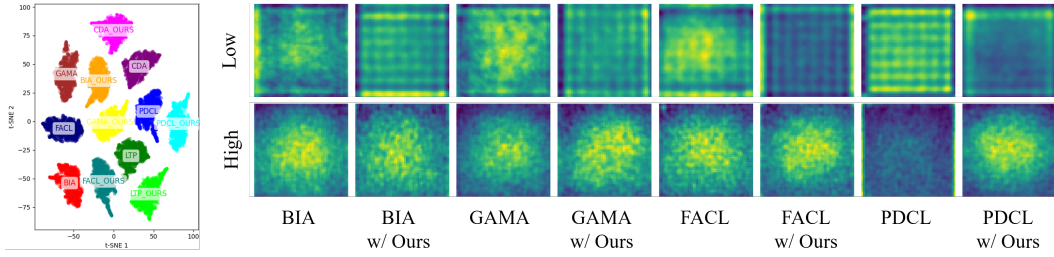 100
75
50
25
0
−25
−50
−75
t-SNE 2
−50
0
50
100
t-SNE 1
CDA_OURS
GAMA
CDA
BIA_OURS
PDCL
FACL
GAMA_OURS
PDCL_OURS
LTP
BIA
FACL_OURS
LTP_OURS
Low
High
BIA
BIA
w/ Ours
GAMA
GAMA
w/ Ours
FACL
FACL
w/ Ours
PDCL
PDCL
w/ Ours